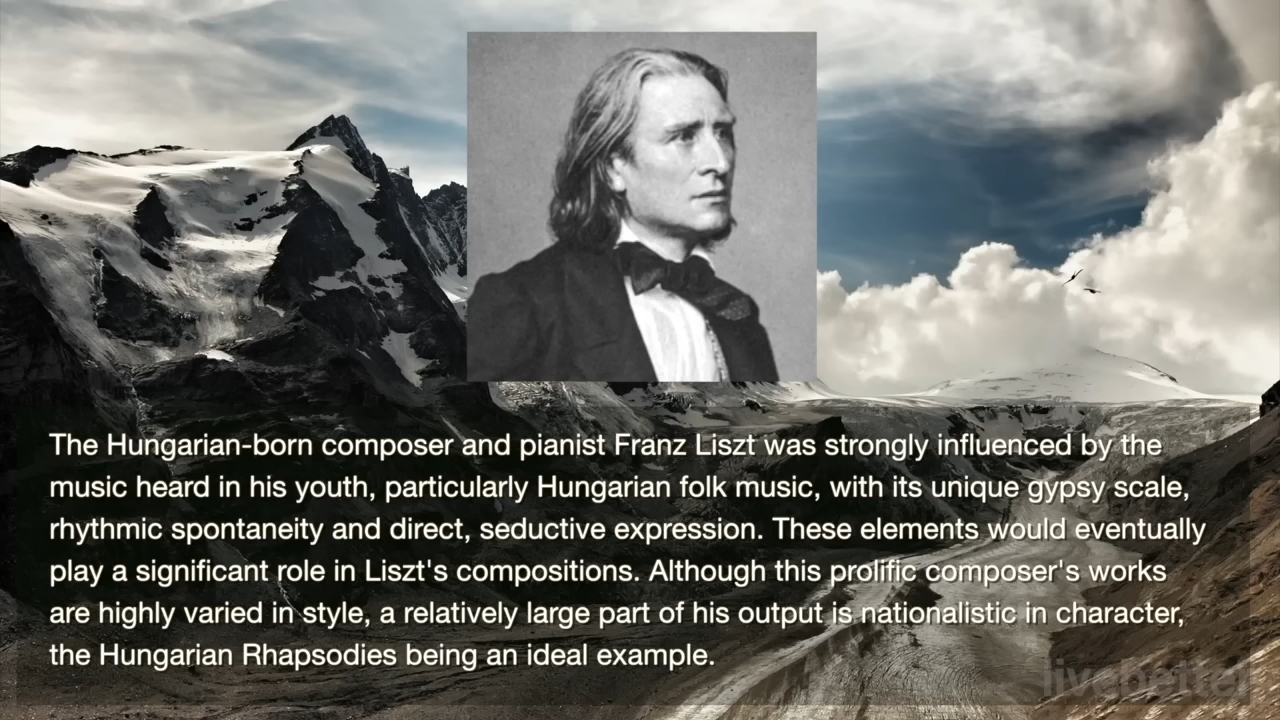 The Hungarian-born composer and pianist Franz Liszt was strongly influenced by the
music heard in his youth, particularly Hungarian folk music, with its unique gypsy scale,
rhythmic spontaneity and direct, seductive expression. These elements would eventually
play a significant role in Liszt's compositions. Although this prolific composer's works
are highly varied in style, a relatively large part of his output is nationalistic in character,
the Hungarian Rhapsodies being an ideal example.
livebetter